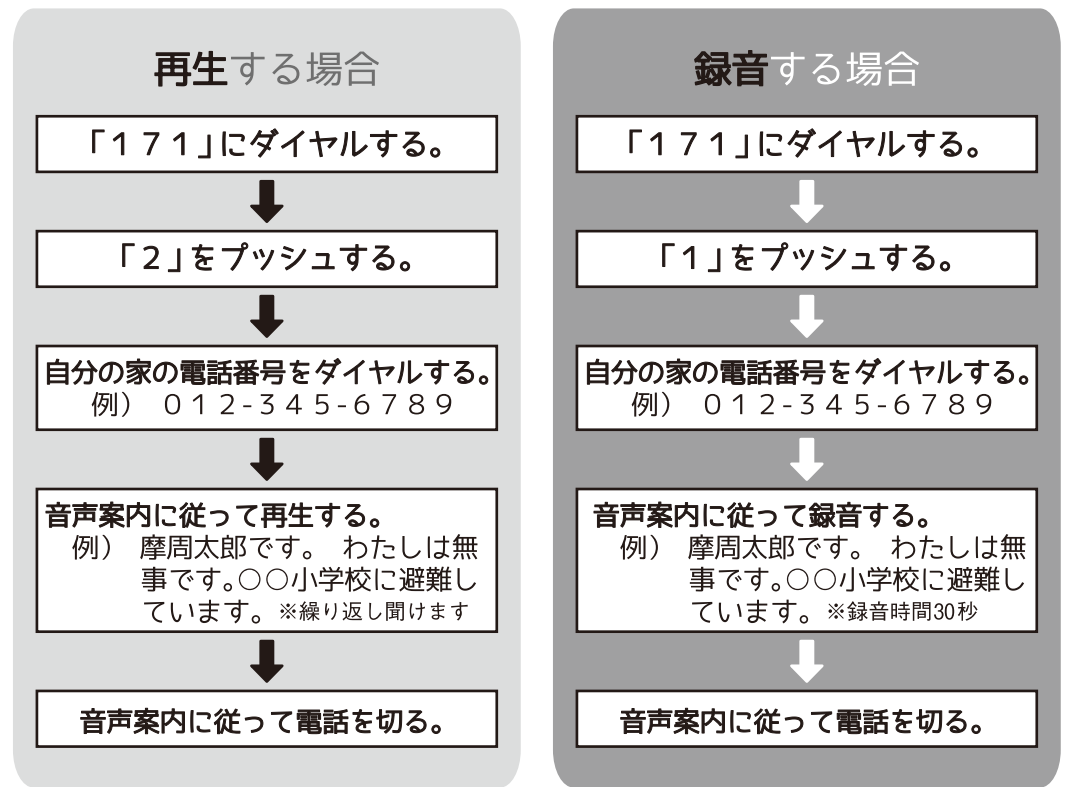 再生する場合
「１７１」にダイヤルする。
「２」をプッシュする。
自分の家の電話番号をダイヤルする。
例） ０１２-３４５-６７８９
音声案内に従って再生する。
例） 摩周太郎です。 わたしは無
事です。○○小学校に避難し
ています。※繰り返し聞けます
音声案内に従って電話を切る。
録音する場合
「１７１」にダイヤルする。
「１」をプッシュする。
自分の家の電話番号をダイヤルする。
例） ０１２-３４５-６７８９
音声案内に従って録音する。
例） 摩周太郎です。 わたしは無
事です。○○小学校に避難し
ています。※録音時間30秒
音声案内に従って電話を切る。